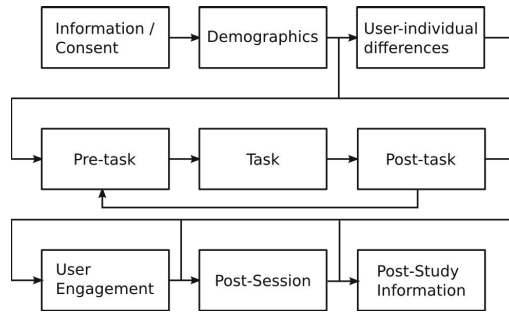 Information /
Consent
Demographics
User-individual
differences
Pre-task
Task
Post-task
User
Engagement
Post-Session
Post-Study
Information